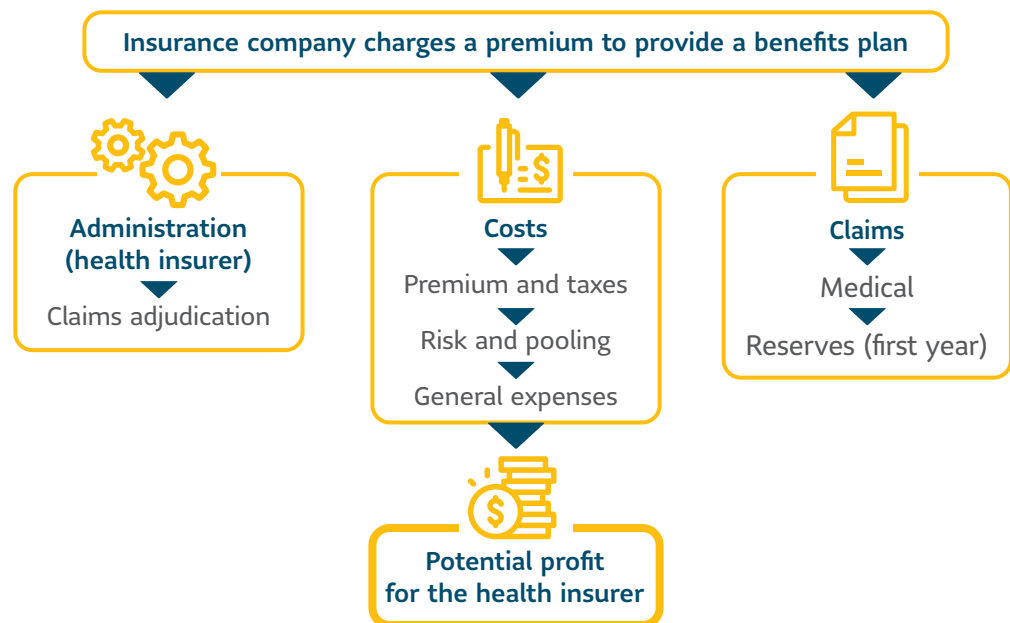 Insurance company charges a premium to provide a benefits plan
Administration
(health insurer)
Claims adjudication
$
Costs
Premium and taxes
Risk and pooling
General expenses
Claims
Medical
Reserves (first year)
$
Potential profit
for the health insurer